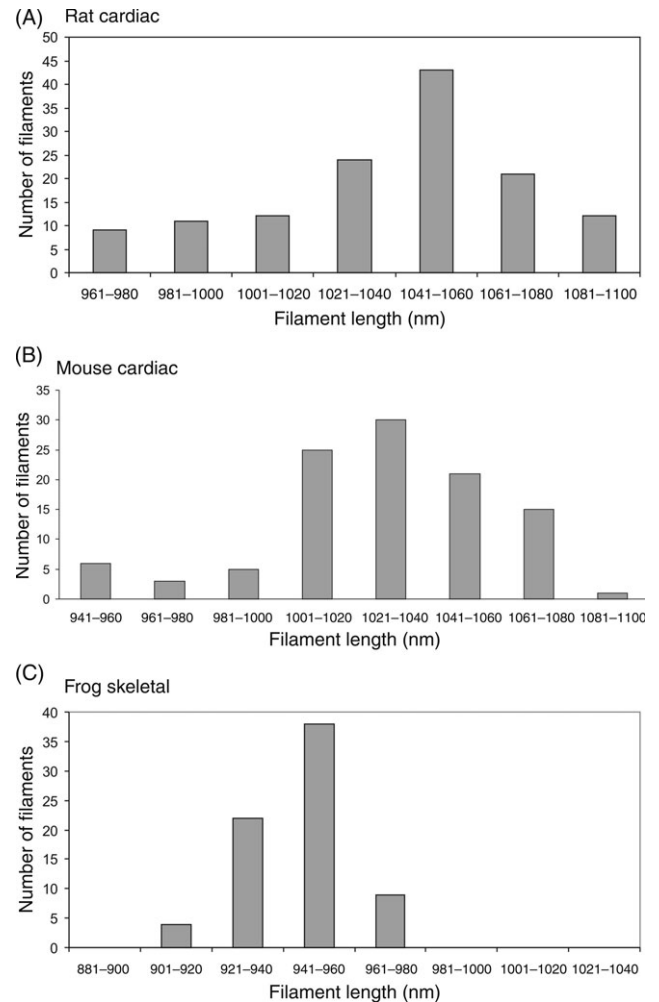 (A) Rat cardiac
Number of filaments
50
45
40
35
30
25
20
15
10
5
0
961–980 981–1000 1001–1020 1021–1040 1041–1060 1061–1080 1081–1100
Filament length (nm)
(B) Mouse cardiac
Number of filaments
35
30
25
20
15
10
5
0
941–960 961–980 981–1000 1001–1020 1021–1040 1041–1060 1061–1080 1081–1100
Filament length (nm)
(C) Frog skeletal
Number of filaments
40
35
30
25
20
15
10
5
0
881–900 901–920 921–940 941–960 961–980 981–1000 1001–1020 1021–1040
Filament length (nm)